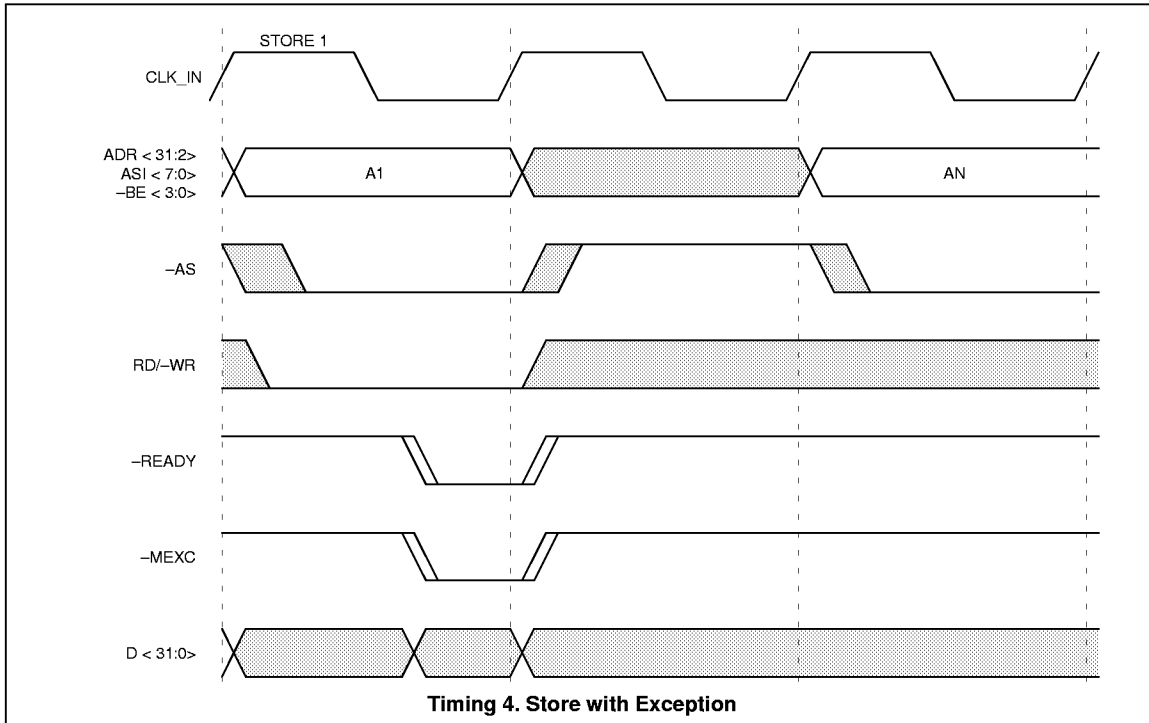 STORE 1
CLK_IN
ADR < 31:2>
ASI < 7:0>
–BE < 3:0>
A1
AN
–AS
RD/–WR
–READY
–MEXC
D < 31:0>
Timing 4. Store with Exception